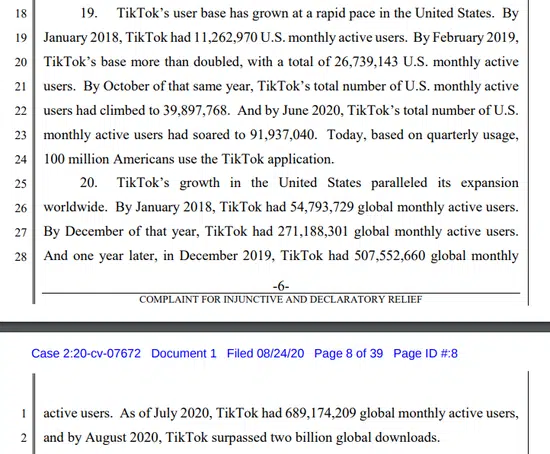 18 19. TikTok’s user base has grown at a rapid pace in the United States. By
19 January 2018, TikTok had 11,262,970 U.S. monthly active users. By February 2019,
20 TikTok’s base more than doubled, with a total of 26,739,143 U.S. monthly active
21 users. By October of that same year, TikTok’s total number of U.S. monthly active
22 users had climbed to 39,897,768. And by June 2020, TikTok’s total number of U.S.
23 monthly active users had soared to 91,937,040. Today, based on quarterly usage,
24 100 million Americans use the TikTok application.
25 20. TikTok’s growth in the United States paralleled its expansion
26 worldwide. By January 2018, TikTok had 54,793,729 global monthly active users.
27 By December of that year, TikTok had 271,188,301 global monthly active users.
28 And one year later, in December 2019, TikTok had 507,552,660 global monthly
-6-
COMPLAINT FOR INJUNCTIVE AND DECLARATORY RELIEF
Case 2:20-cv-07672 Document 1 Filed 08/24/20 Page 8 of 39 Page ID #:8
1 active users. As of July 2020, TikTok had 689,174,209 global monthly active users,
2 and by August 2020, TikTok surpassed two billion global downloads.